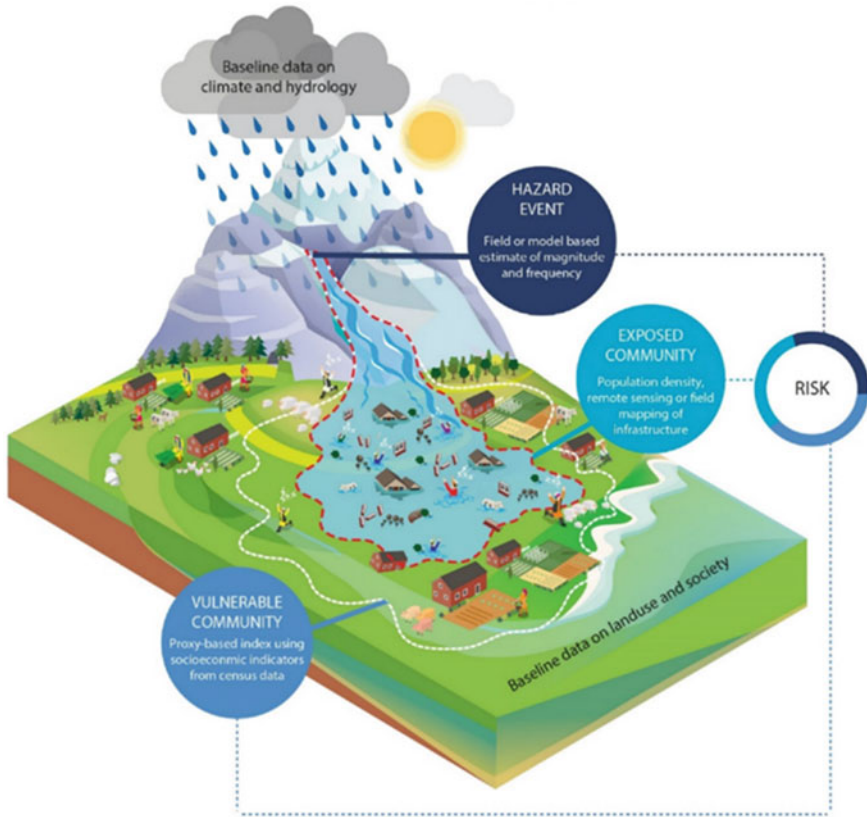 Baseline data on
climate and hydrology
HAZARD
EVENT
Field or model based
estimate of magnitude
and frequency
EXPOSED
COMMUNITY
Population density,
remote sensing or field
mapping of
infrastructure
RISK
VULNERABLE
COMMUNITY
Proxy-based index using
socioeconmic indicators
from census data
Baseline data on landuse and society